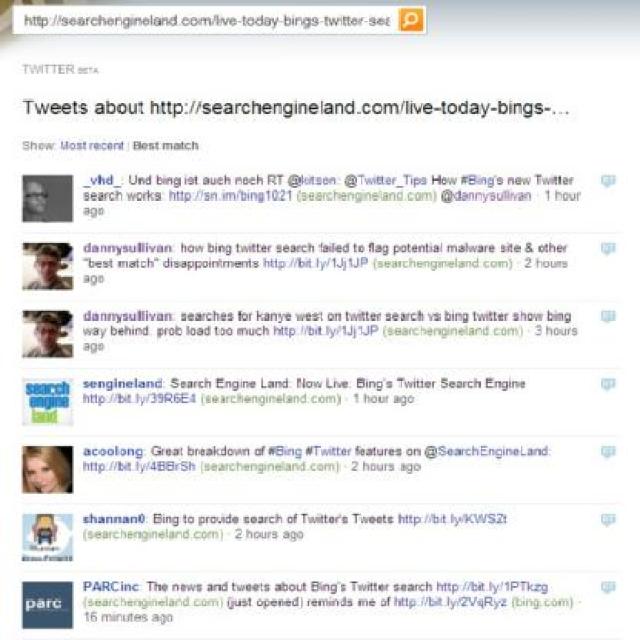 http://searchengineland.com/live-today-bings-twitter-sea
TWITTER BETA
Tweets about http://searchengineland.com/live-today-bings-...
Show: Most recent | Best match
_vhd_: Und bing ist auch noch RT @kitson: @Twitter_Tips How #Bing's new Twitter
search works: http://sn.im/bing1021 (searchengineland.com) @dannysullivan · 1 hour
ago
dannysullivan: how bing twitter search failed to flag potential malware site & other
"best match" disappointments http://bit.ly/1Jj1JP (searchengineland.com) · 2 hours
ago
dannysullivan: searches for kanye west on twitter search vs bing twitter show bing
way behind. prob load too much http://bit.ly/1Jj1JP (searchengineland.com) · 3 hours
ago
search
engine
land
sengineland: Search Engine Land: Now Live: Bing's Twitter Search Engine
http://bit.ly/39R6E4 (searchengineland.com) · 1 hour ago
acoolong: Great breakdown of #Bing #Twitter features on @SearchEngineLand:
http://bit.ly/4BBrSh (searchengineland.com) · 2 hours ago
shannan0: Bing to provide search of Twitter's Tweets http://bit.ly/KWSZt
(searchengineland.com) · 2 hours ago
parc
PARCinc: The news and tweets about Bing's Twitter search http://bit.ly/1PTkzg
(searchengineland.com) (just opened) reminds me of http://bit.ly/2VqRyz (bing.com) ·
16 minutes ago